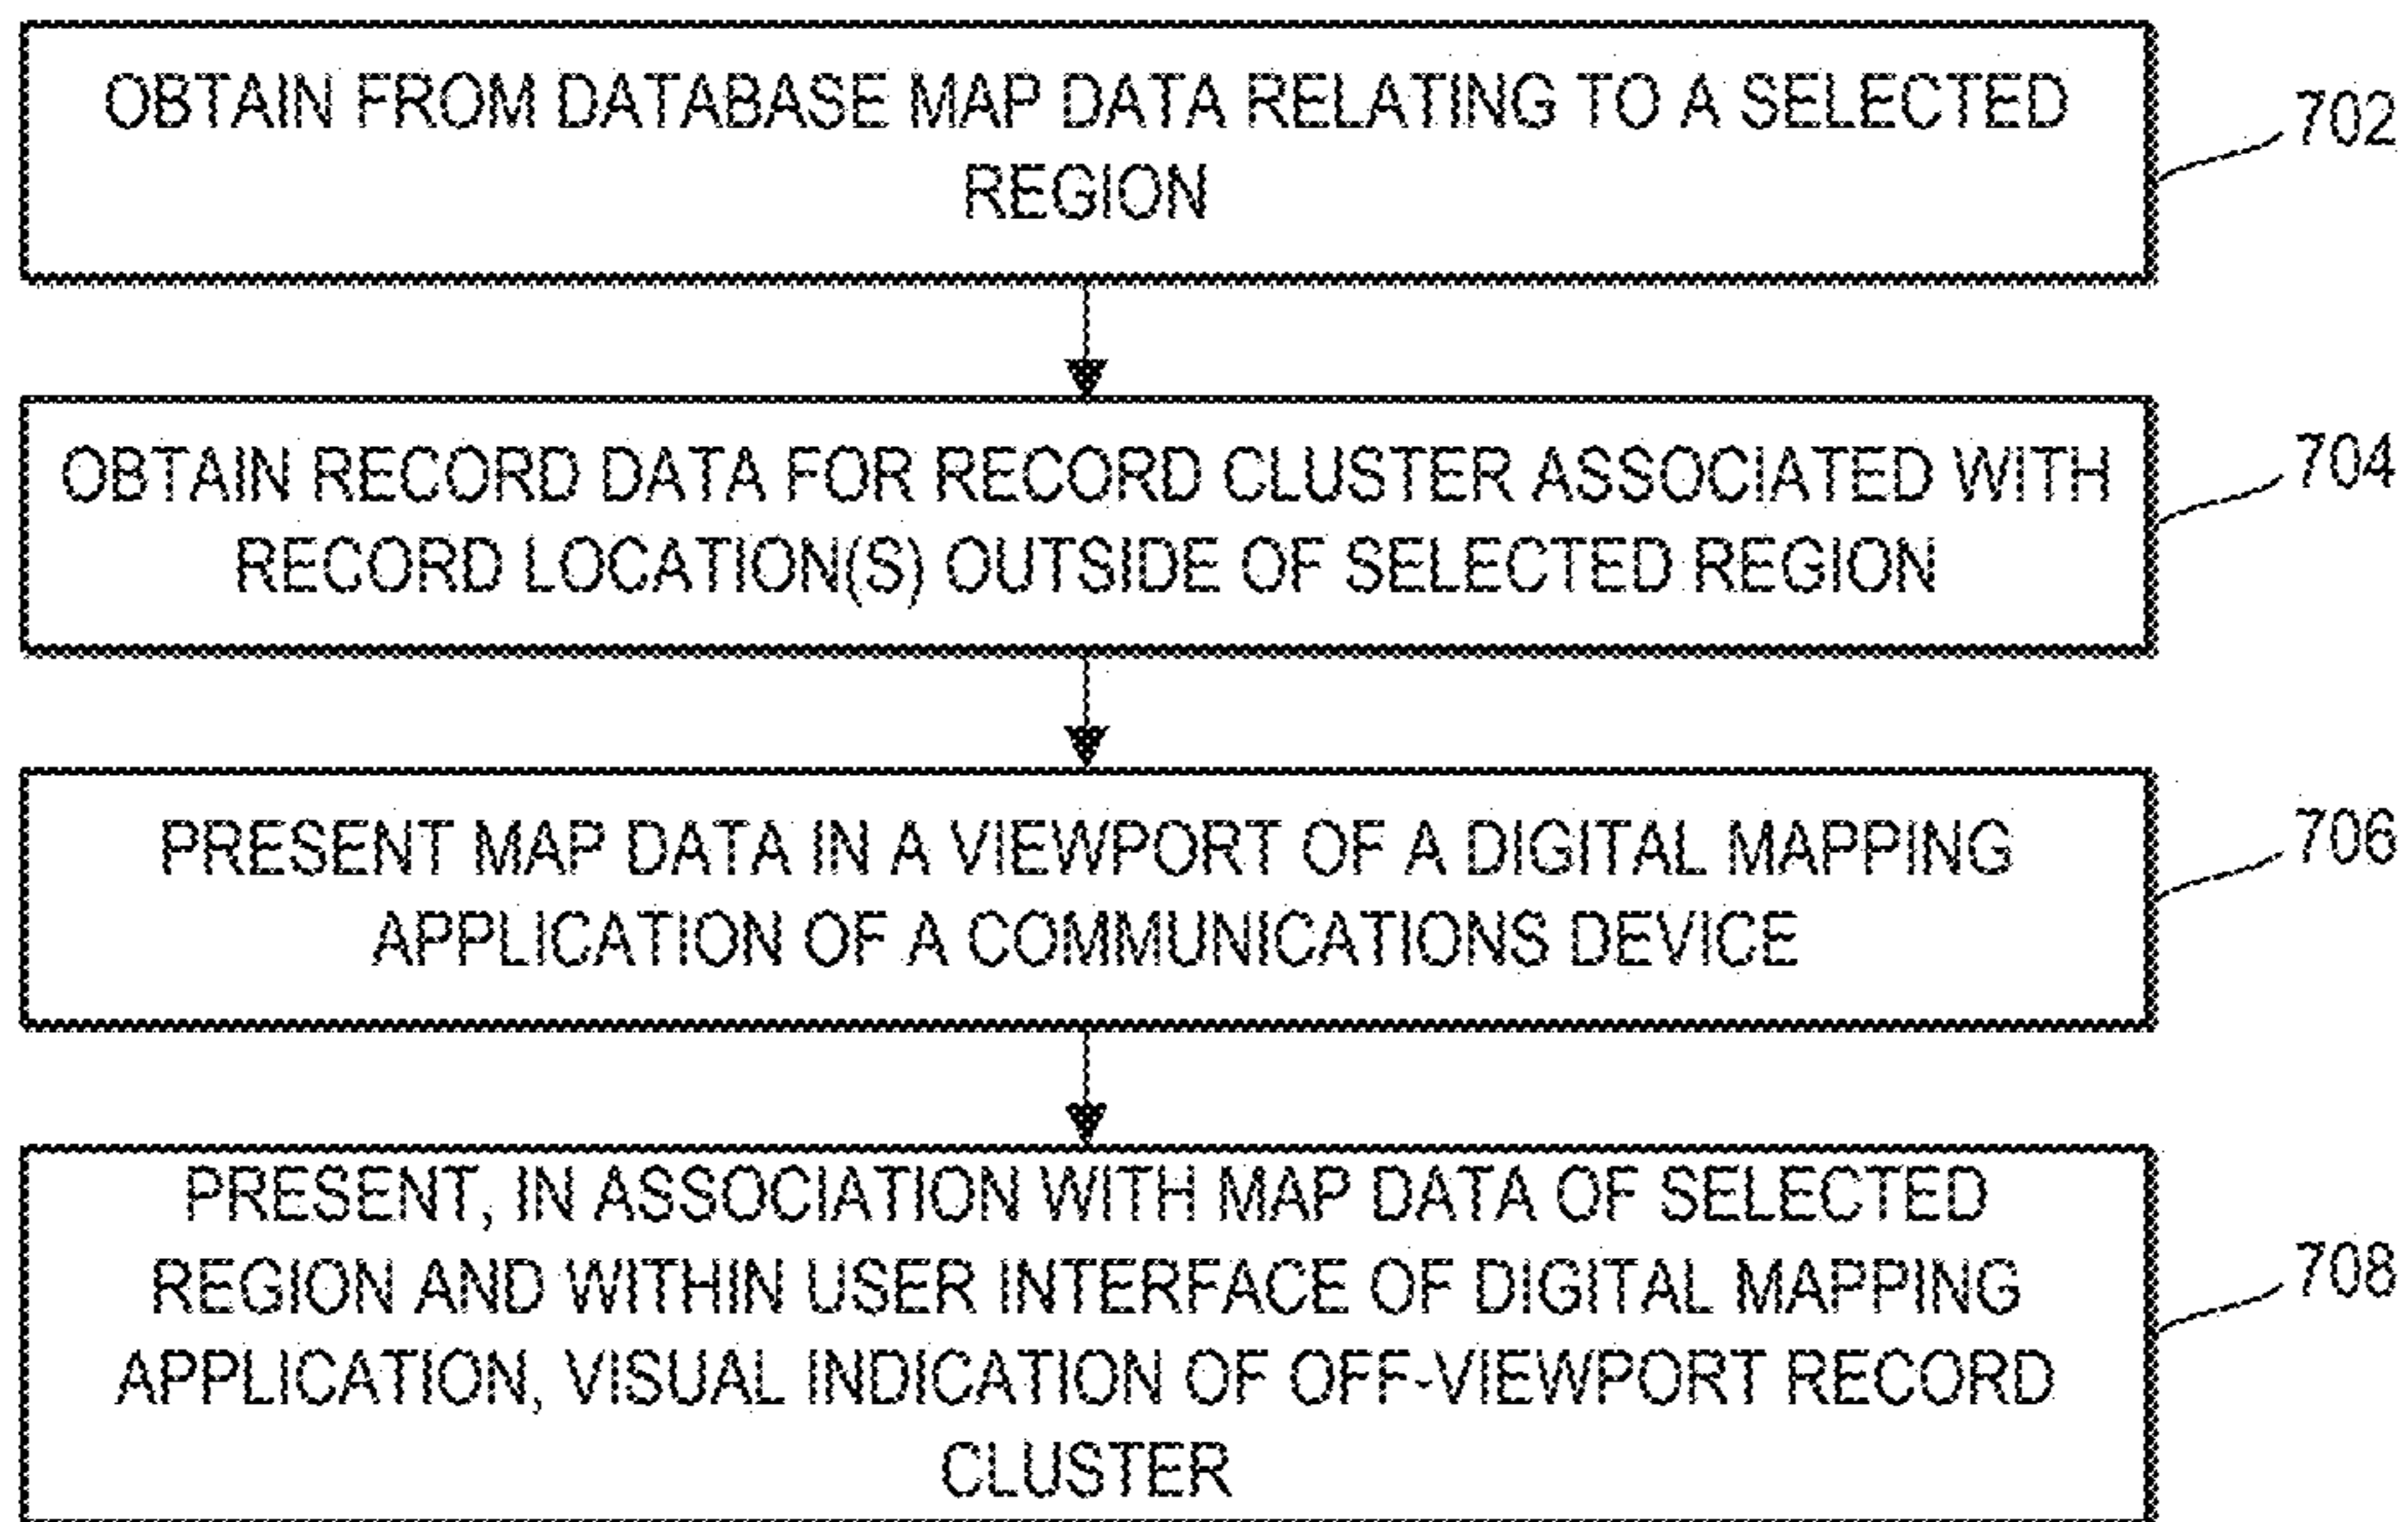 OBTAIN FROM DATABASE MAP DATA RELATING TO A SELECTED
REGION
702
OBTAIN RECORD DATA FOR RECORD CLUSTER ASSOCIATED WITH
RECORD LOCATION(S) OUTSIDE OF SELECTED REGION
704
PRESENT MAP DATA IN A VIEWPORT OF A DIGITAL MAPPING
APPLICATION OF A COMMUNICATIONS DEVICE
706
PRESENT, IN ASSOCIATION WITH MAP DATA OF SELECTED
REGION AND WITHIN USER INTERFACE OF DIGITAL MAPPING
APPLICATION, VISUAL INDICATION OF OFF-VIEWPORT RECORD
CLUSTER
708